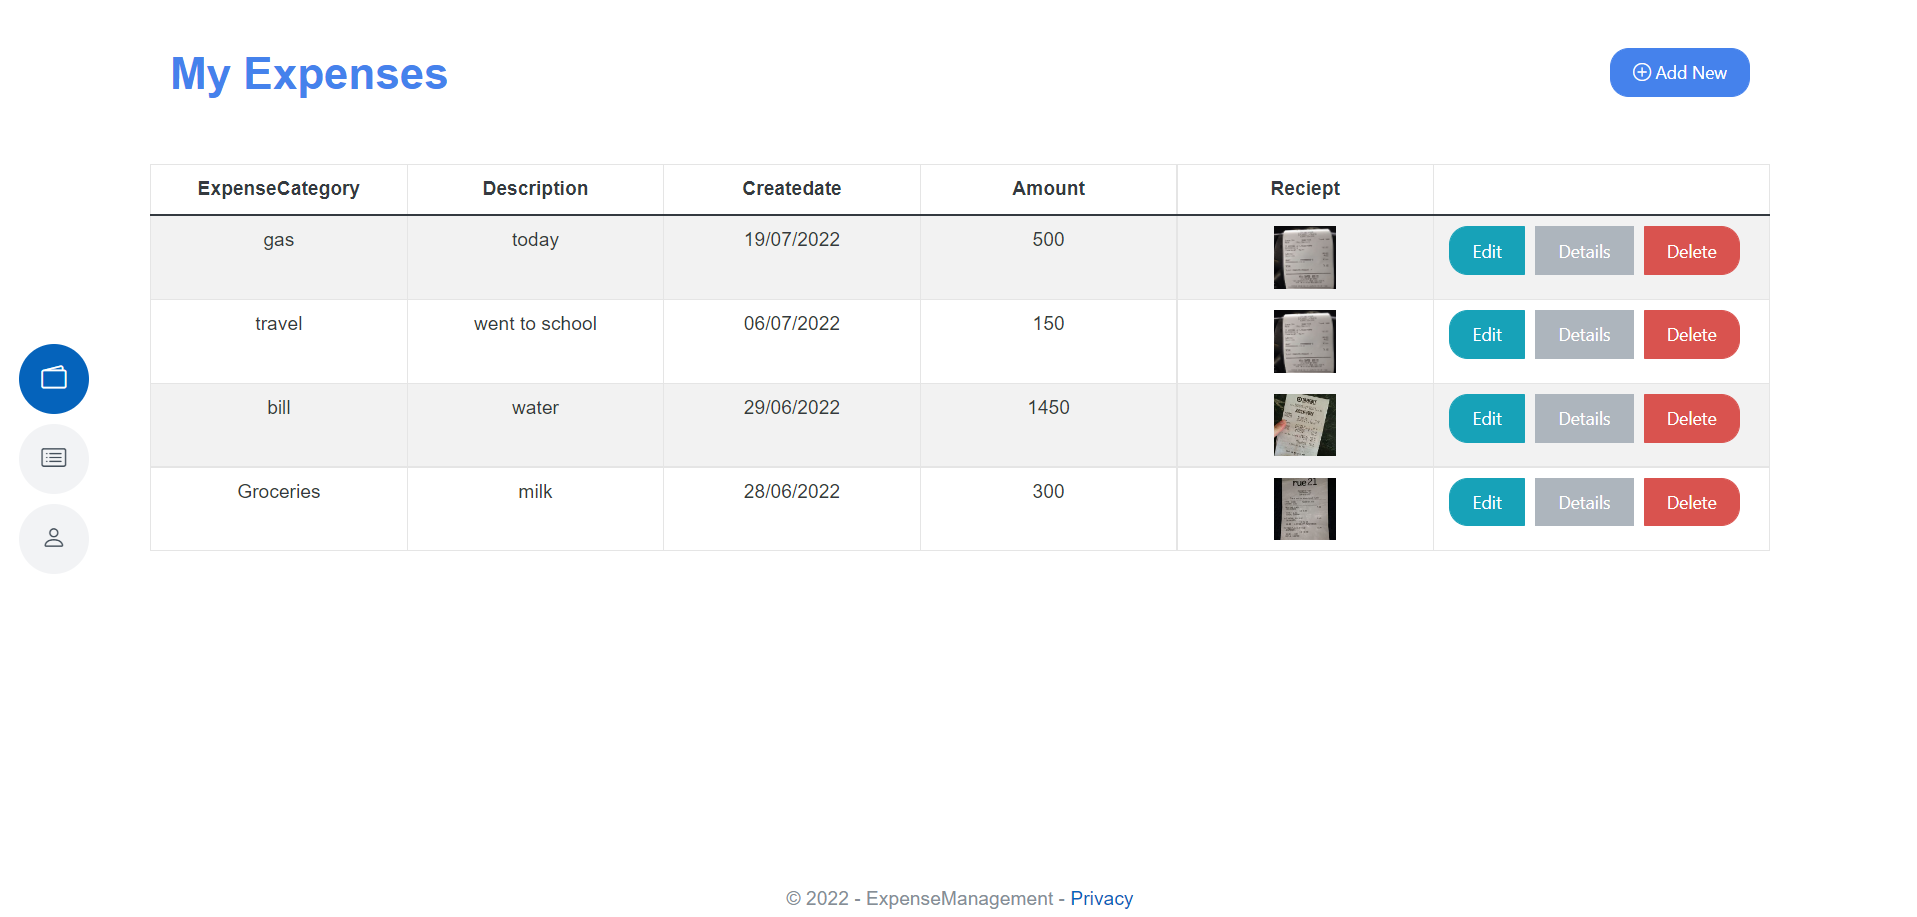 My Expenses
Add New
ExpenseCategory Description Createdate Amount Reciept
gas today 19/07/2022 500 Edit Details Delete
travel went to school 06/07/2022 150 Edit Details Delete
bill water 29/06/2022 1450 Edit Details Delete
Groceries milk 28/06/2022 300 rue21 Edit Details Delete
© 2022 - ExpenseManagement - Privacy